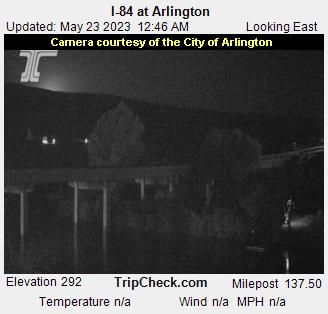 I-84 at Arlington
Updated: May 23 2023 12:46 AM Looking East
Camera courtesy of the City of Arlington
Elevation 292 TripCheck.com Milepost 137.50
Temperature n/a Wind n/a MPH n/a